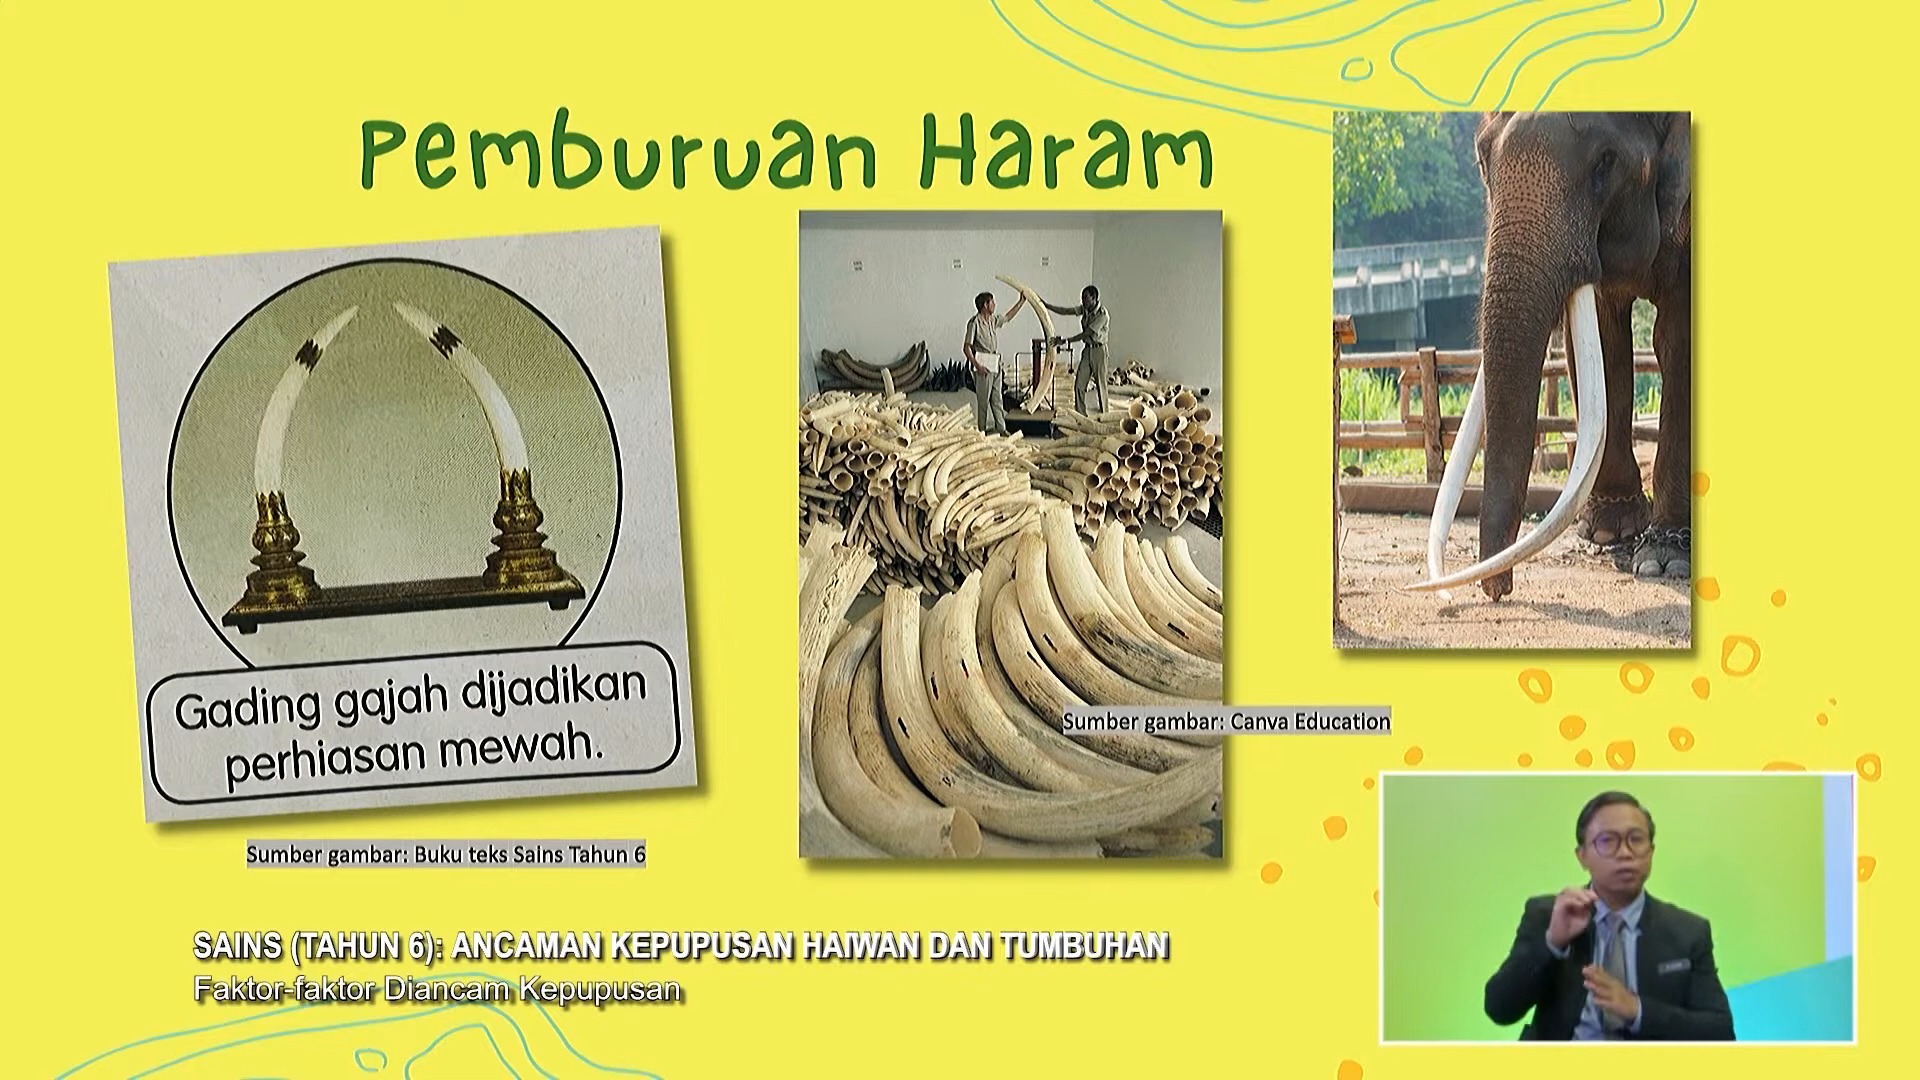 Pemburuan Haram
Gading gajah dijadikan
perhiasan mewah.
Sumber gambar: Canva Education
Sumber gambar: Buku teks Sains Tahun 6
SAINS (TAHUN 6): ANCAMAN KEPUPUSAN HAIWAN DAN TUMBUHAN
Faktor-faktor Diancam Kepupusan